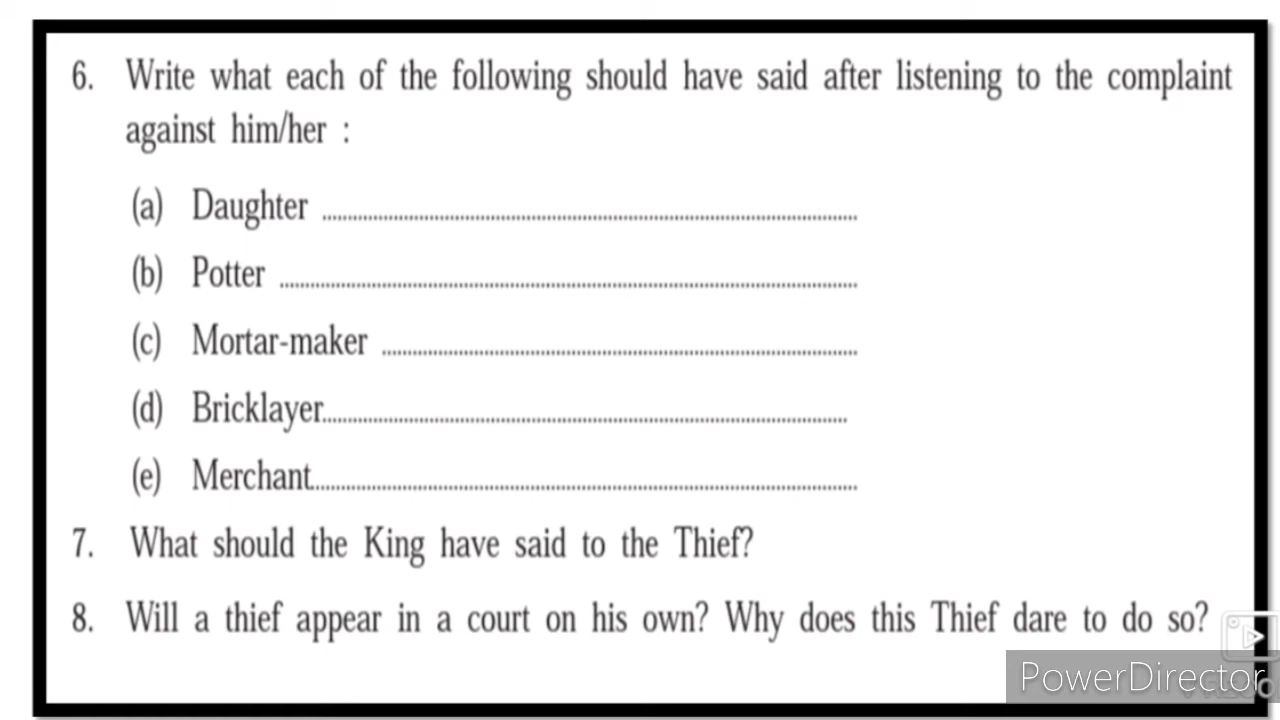 6. Write what each of the following should have said after listening to the complaint
against him/her :
(a) Daughter ..........................................................................................................
(b) Potter ...................................................................................................................
(c) Mortar-maker ..............................................................................................
(d) Bricklayer........................................................................................................
(e) Merchant............................................................................................................
7. What should the King have said to the Thief?
8. Will a thief appear in a court on his own? Why does this Thief dare to do so?
PowerDirector